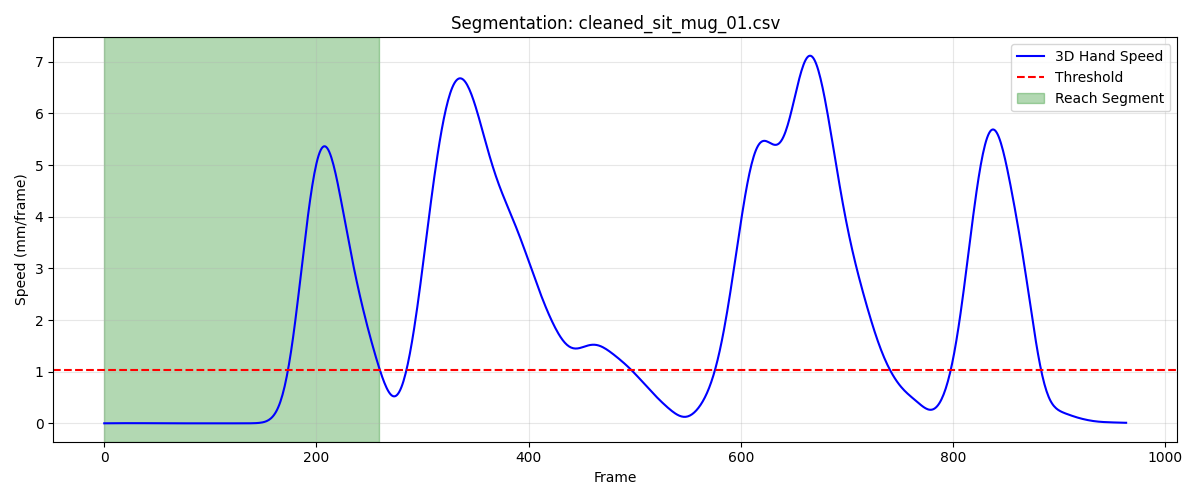 Segmentation: cleaned_sit_mug_01.csv
3D Hand Speed
Threshold
Reach Segment
Speed (mm/frame)
7
6
5
4
3
2
1
0
0 200 400 600 800 1000
Frame